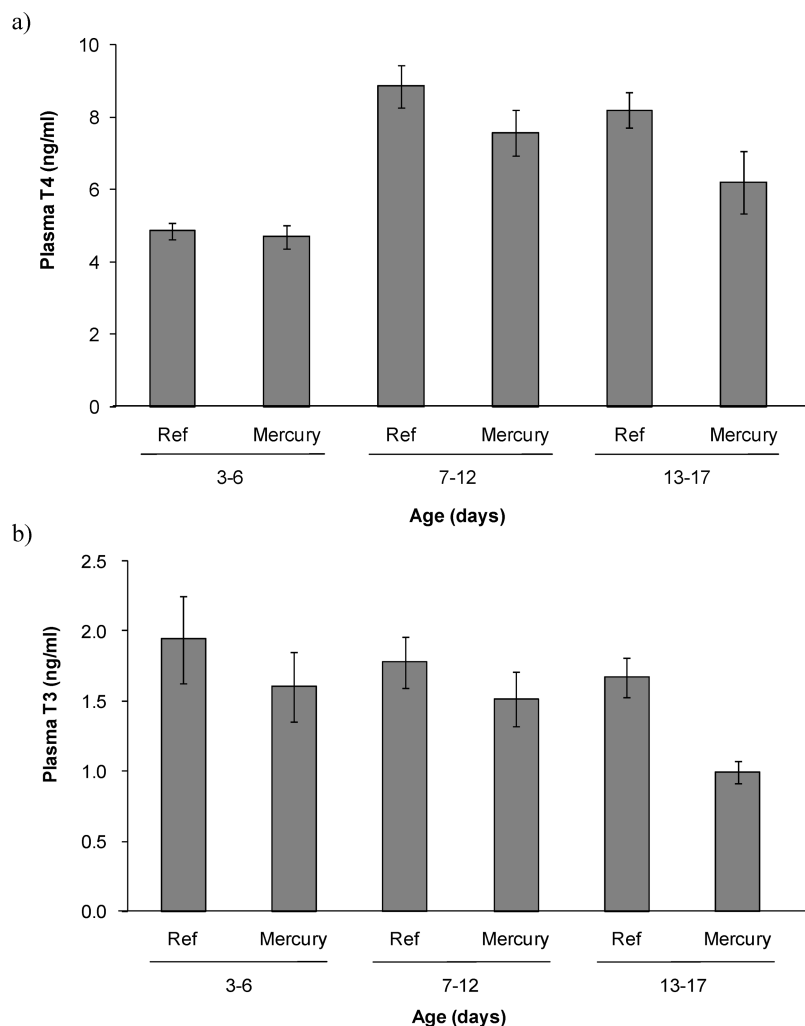 a)
Plasma T4 (ng/ml)
10
8
6
4
2
0
Ref Mercury Ref Mercury Ref Mercury
3-6 7-12 13-17
Age (days)
b)
Plasma T3 (ng/ml)
2.5
2.0
1.5
1.0
0.5
0.0
Ref Mercury Ref Mercury Ref Mercury
3-6 7-12 13-17
Age (days)